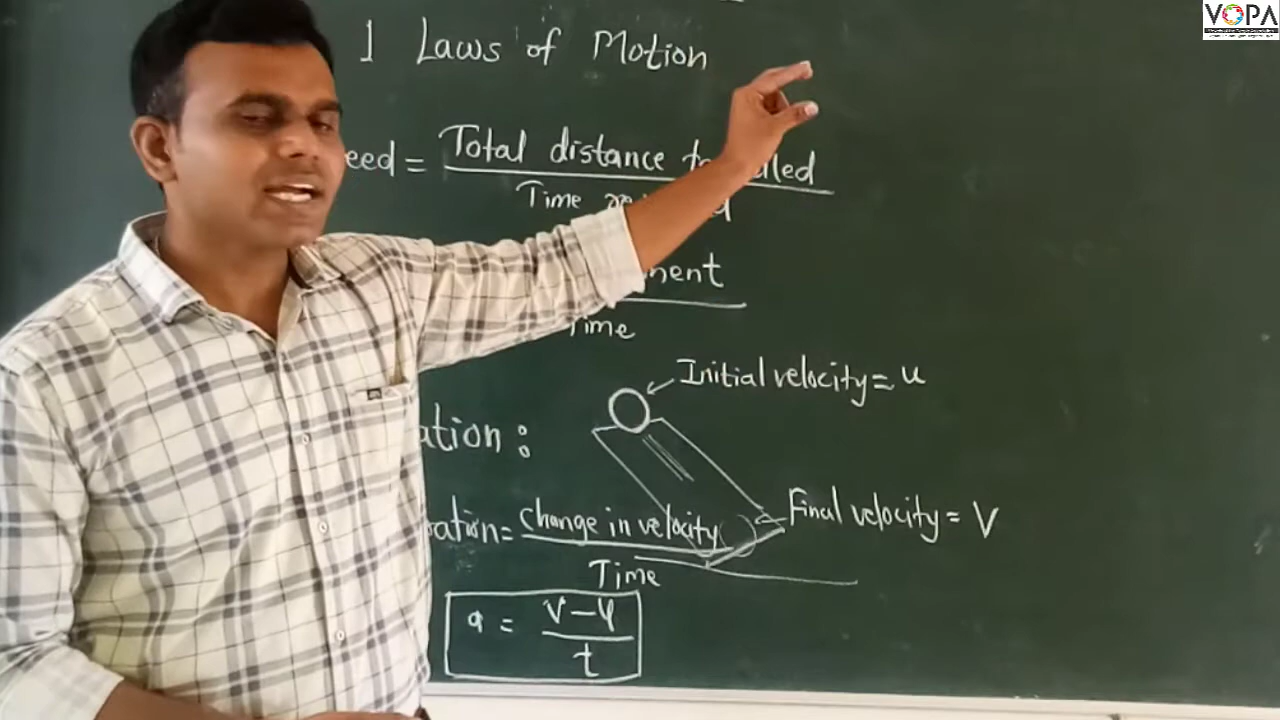 VOPA
1 Laws of Motion
eed = Total distance led
Time
ment
Time
Initial velocity = u
ation :
Final velocity = V
ation = Change in velocity
Time
a = v - u
t